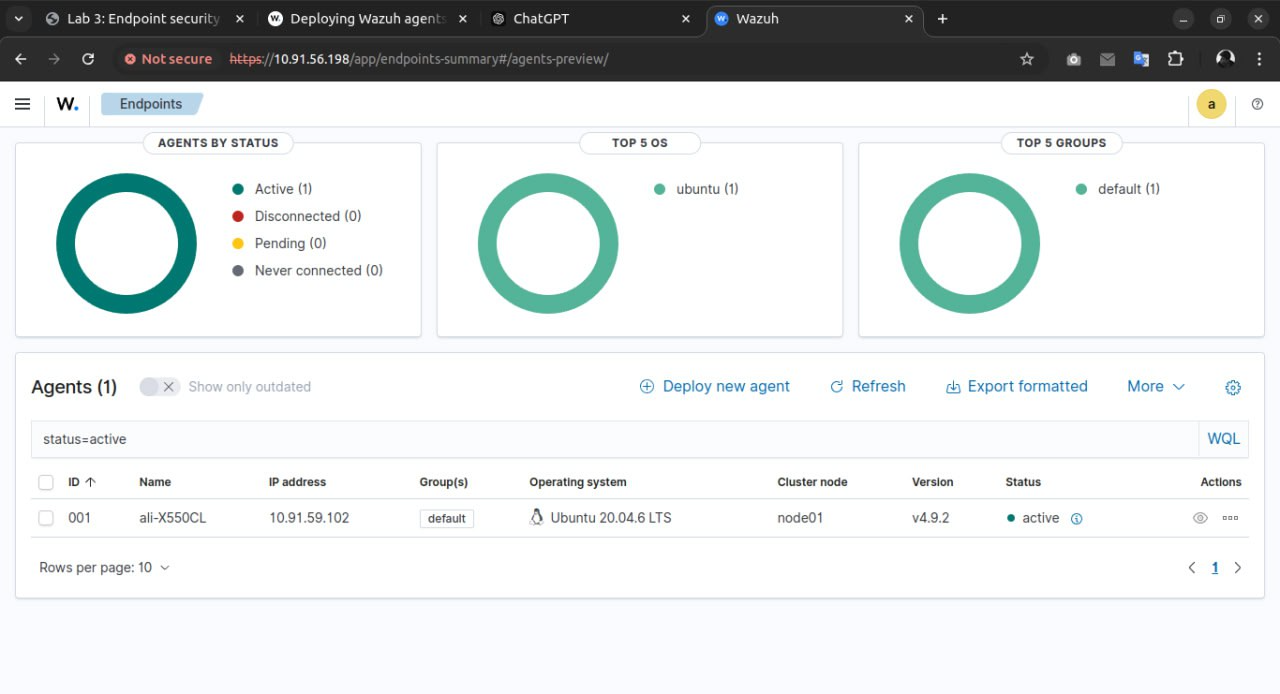 Lab 3: Endpoint security
Deploying Wazuh agents
ChatGPT
Wazuh
Not secure https://10.91.56.198/app/endpoints-summary#/agents-preview/
W. Endpoints a
AGENTS BY STATUS
Active (1)
Disconnected (0)
Pending (0)
Never connected (0)
TOP 5 OS
ubuntu (1)
TOP 5 GROUPS
default (1)
Agents (1) Show only outdated Deploy new agent Refresh Export formatted More
status=active WQL
ID Name IP address Group(s) Operating system Cluster node Version Status Actions
001 ali-X550CL 10.91.59.102 default Ubuntu 20.04.6 LTS node01 v4.9.2 active
Rows per page: 10 1